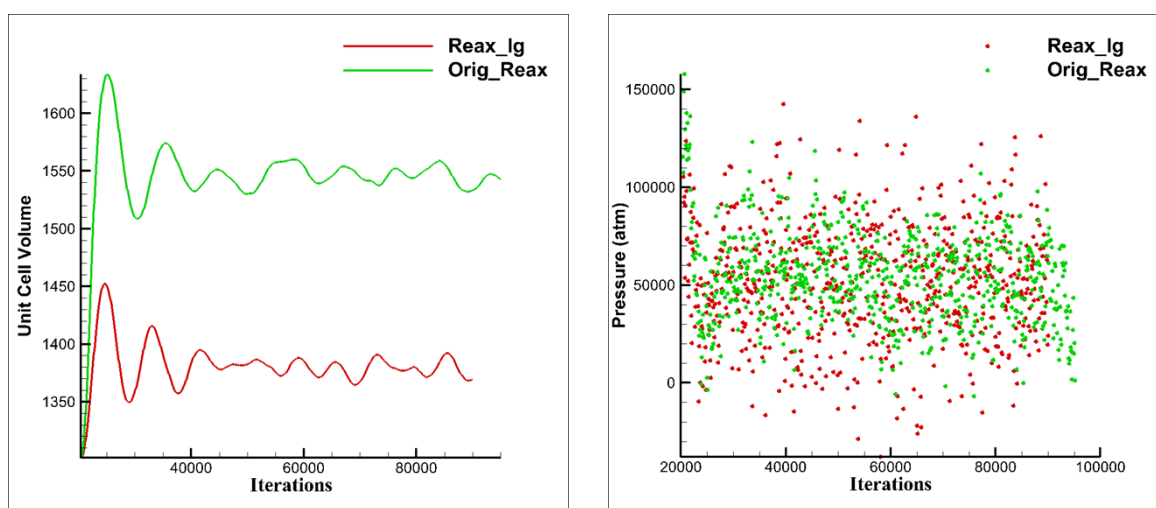 Reax_lg
Orig_Reax
Unit Cell Volume
1600
1550
1500
1450
1400
1350
40000
60000
80000
Iterations
Reax_lg
Orig_Reax
Pressure (atm)
150000
100000
50000
0
20000
40000
60000
80000
100000
Iterations